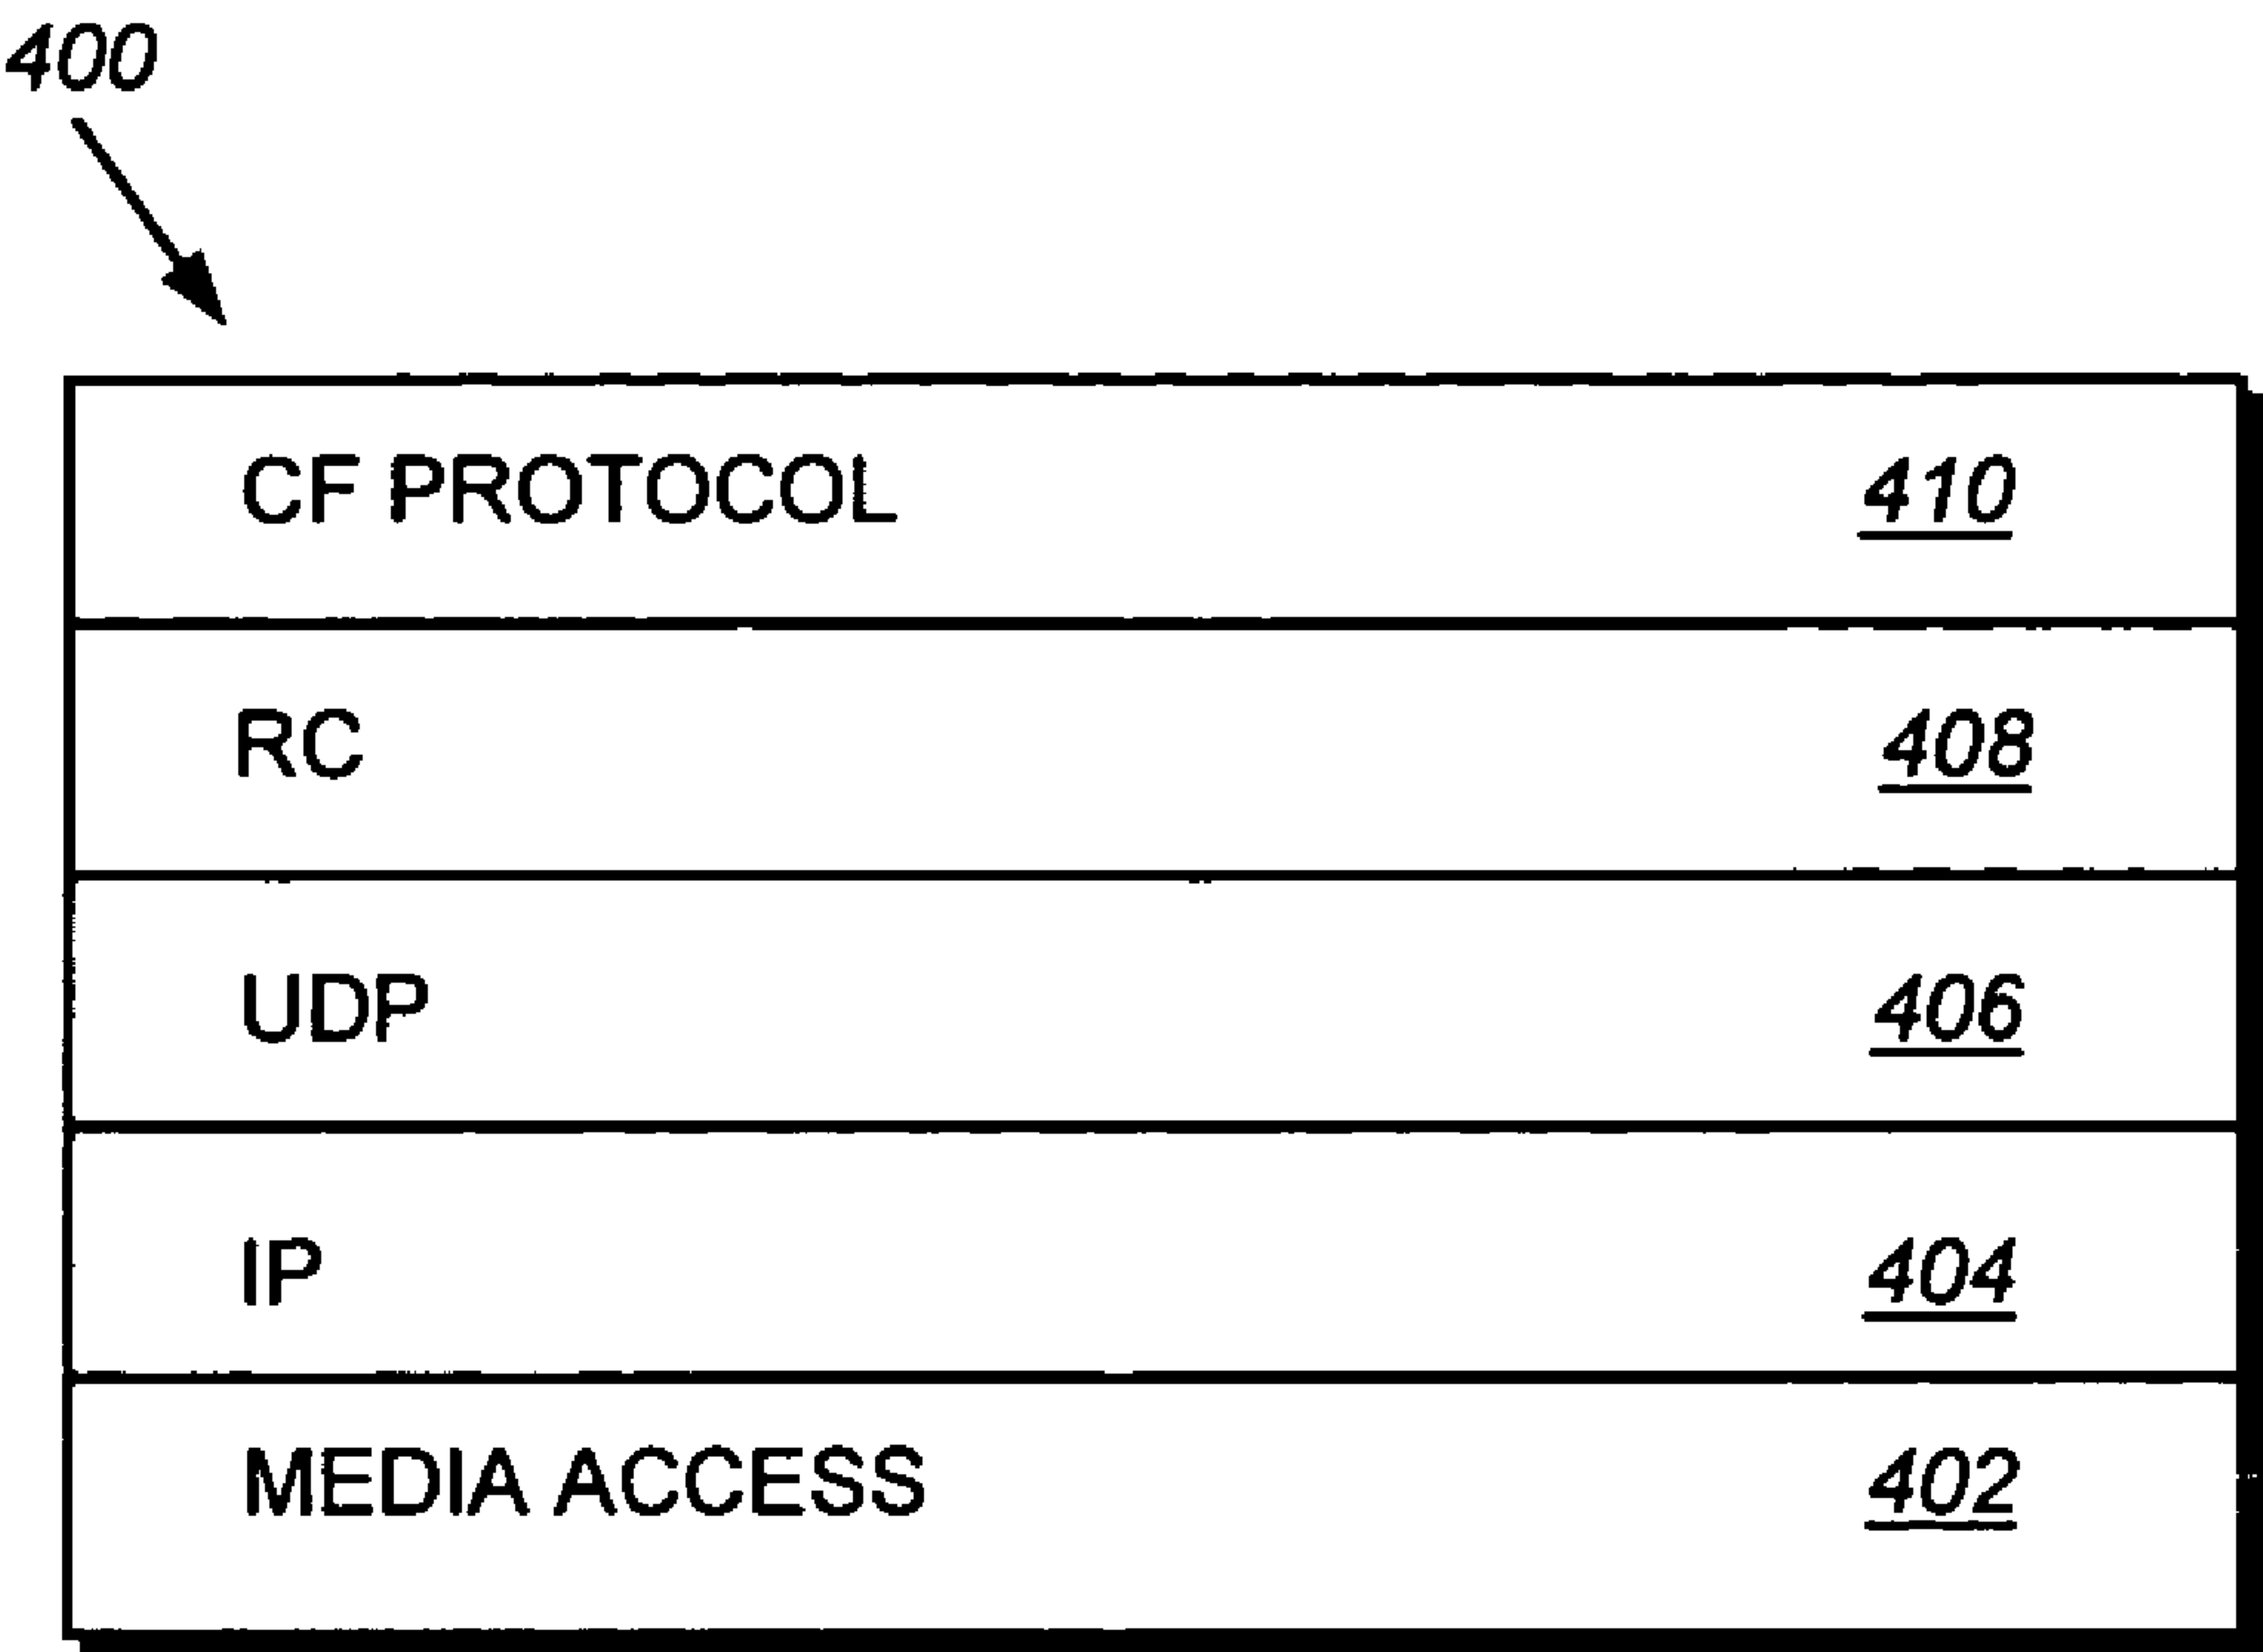 400
CF PROTOCOL 410
RC 408
UDP 406
IP 404
MEDIA ACCESS 402